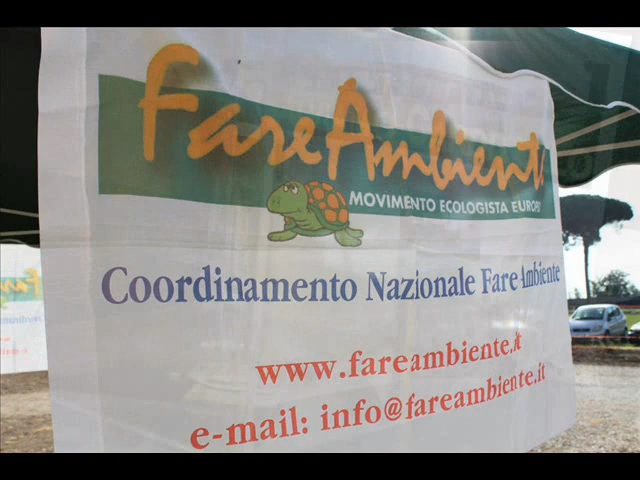 FareAmbiente
MOVIMENTO ECOLOGISTA EUROPEO
Coordinamento Nazionale Fare Ambiente
www.fareambiente.it
e-mail: info@fareambiente.it